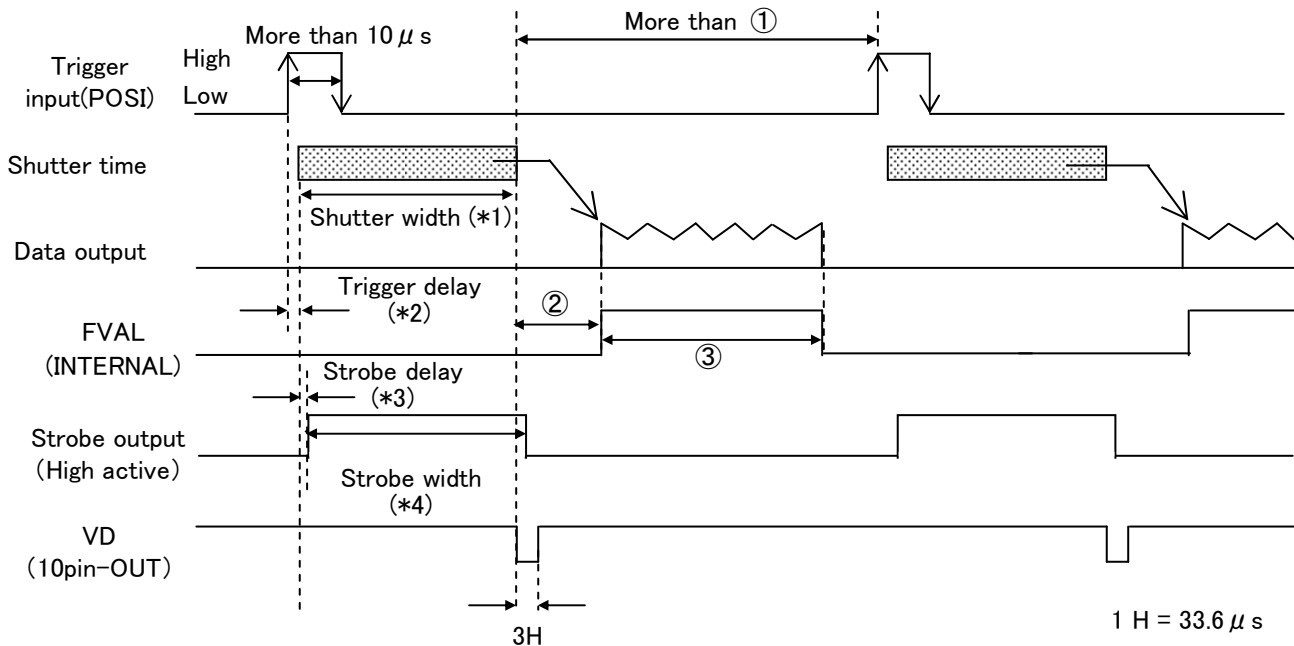 More than ①
More than 10μs
High
Trigger
input(POSI)
Low
Shutter time
Shutter width (*1)
Data output
Trigger delay
(*2)
②
FVAL
(INTERNAL)
③
Strobe delay
(*3)
Strobe output
(High active)
Strobe width
(*4)
VD
(10pin-OUT)
3H
1 H = 33.6μs